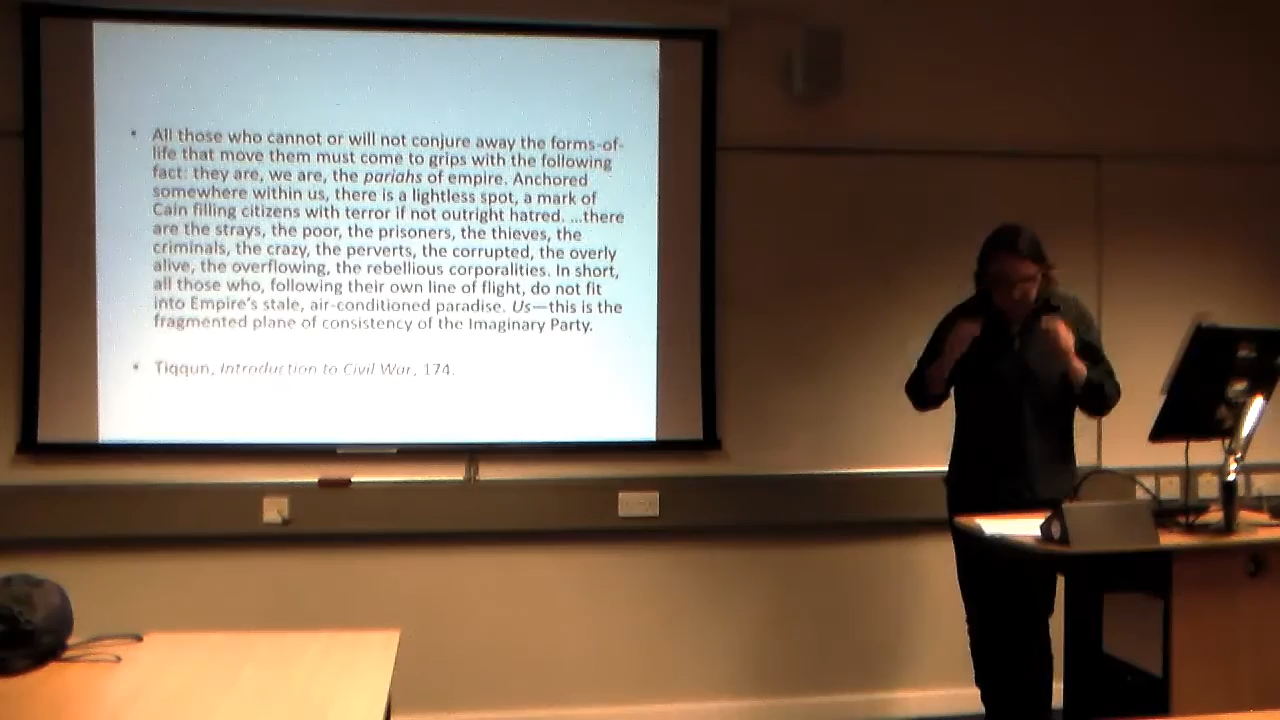 • All those who cannot or will not conjure away the forms-of-
life that move them must come to grips with the following
fact: they are, we are, the pariahs of empire. Anchored
somewhere within us, there is a lightless spot, a mark of
Cain filling citizens with terror if not outright hatred. ...there
are the strays, the poor, the prisoners, the thieves, the
criminals, the crazy, the perverts, the corrupted, the overly
alive, the overflowing, the rebellious corporalities. In short,
all those who, following their own line of flight, do not fit
into Empire's stale, air-conditioned paradise. Us—this is the
fragmented plane of consistency of the Imaginary Party.
• Tiqqun, Introduction to Civil War, 174.